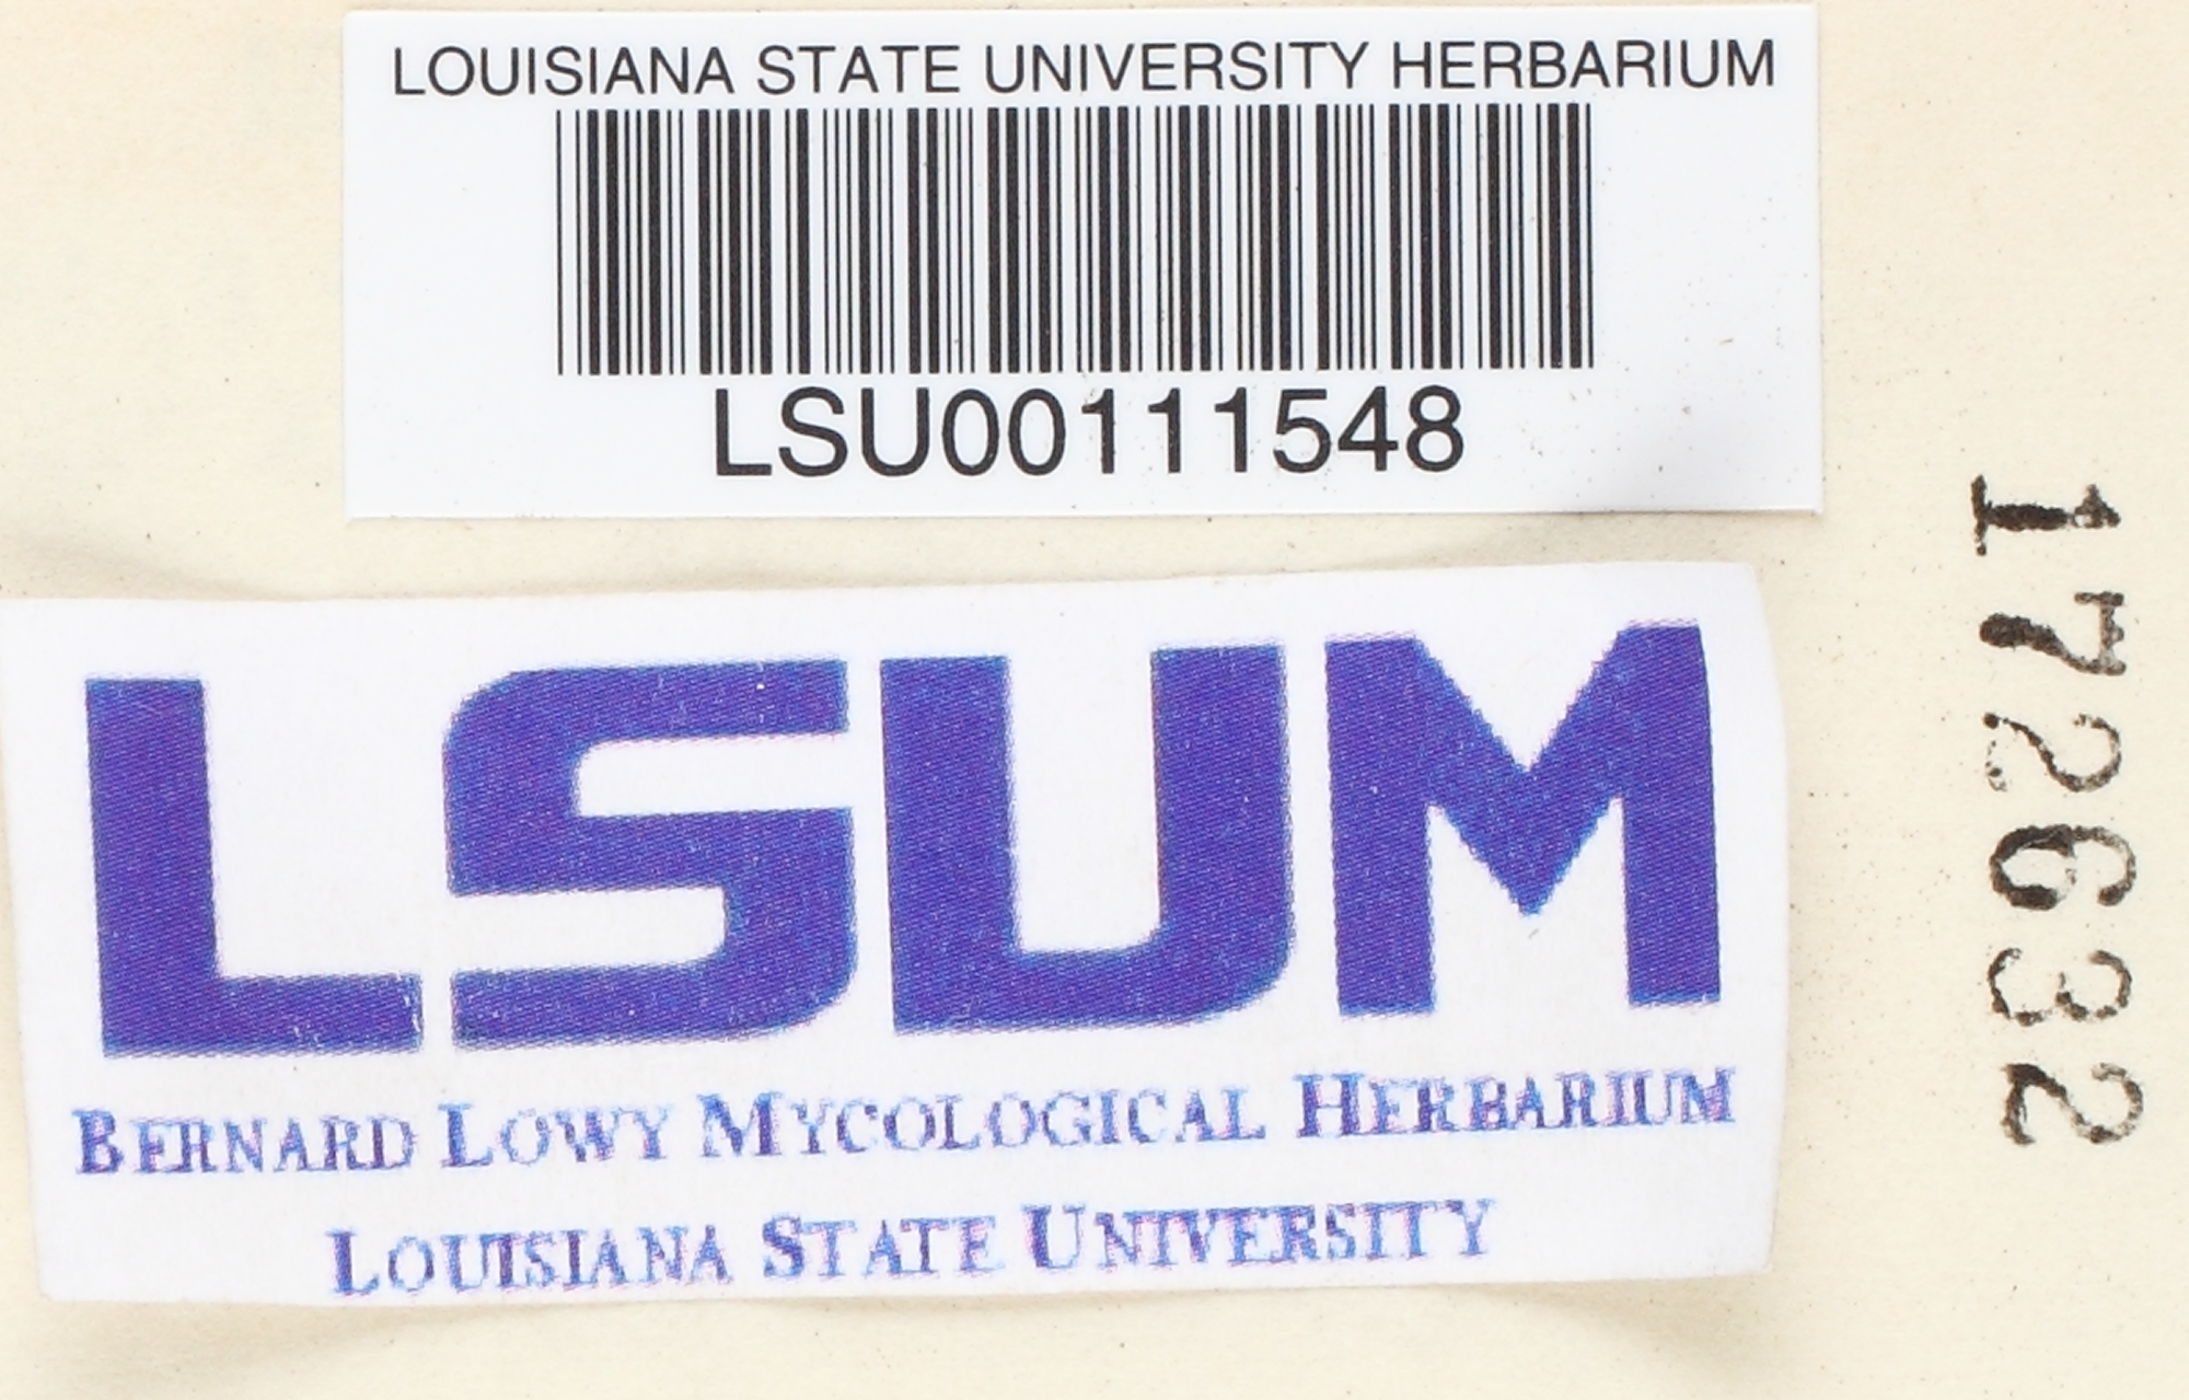 LOUISIANA STATE UNIVERSITY HERBARIUM
LSU00111548
LSUM
BERNARD LOWY MYCOLOGICAL HERBARIUM
LOUISIANA STATE UNIVERSITY
172632